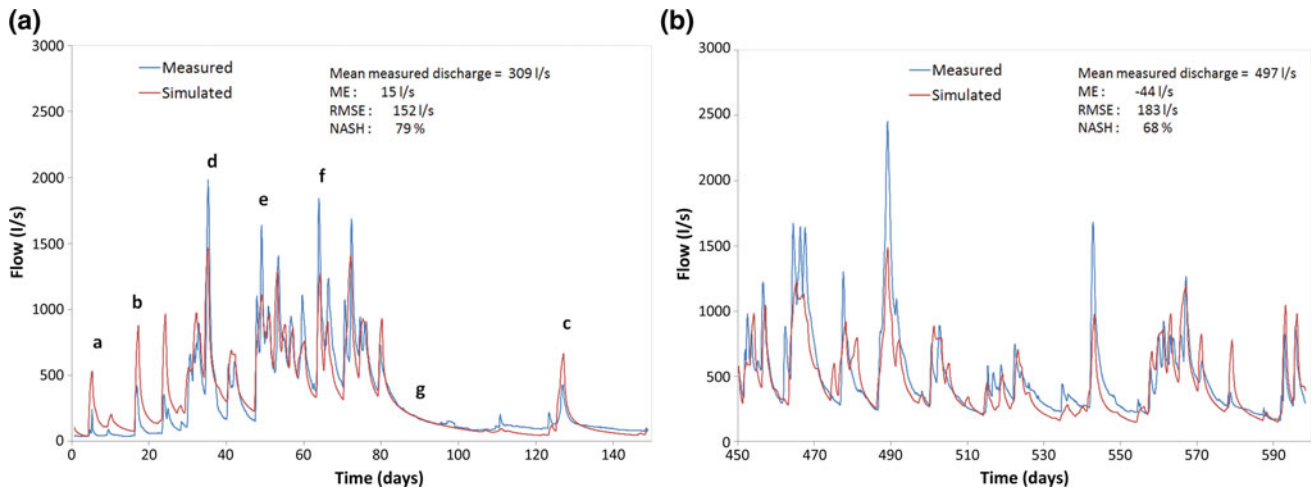 (a)
3000
2500
2000
1500
1000
500
0
Flow (l/s)
Measured
Simulated
Mean measured discharge = 309 l/s
ME : 15 l/s
RMSE : 152 l/s
NASH : 79 %
a
b
d
e
f
g
c
0 20 40 60 80 100 120 140
Time (days)
(b)
3000
2500
2000
1500
1000
500
0
Flow (l/s)
Measured
Simulated
Mean measured discharge = 497 l/s
ME : -44 l/s
RMSE : 183 l/s
NASH : 68 %
450 470 490 510 530 550 570 590
Time (days)